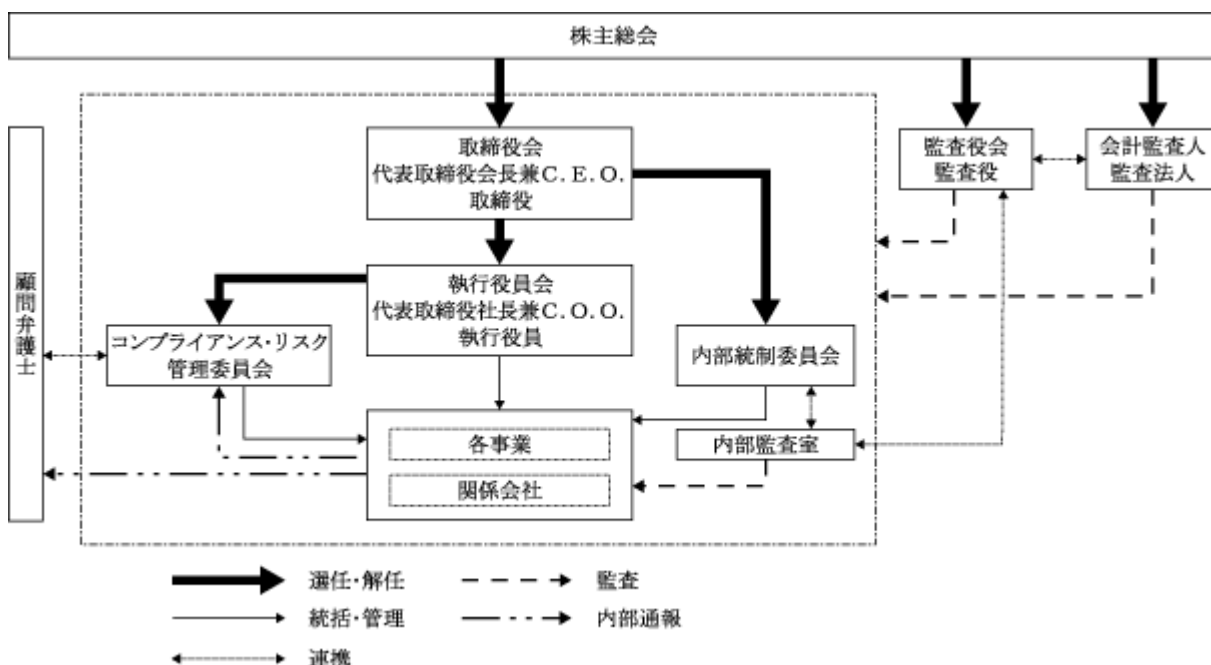 株主総会
取締役会
代表取締役会長兼C.E.O.
取締役
監査役会
監査役
会計監査人
監査法人
顧問弁護士
執行役員会
代表取締役社長兼C.O.O.
執行役員
コンプライアンス・リスク
管理委員会
内部統制委員会
各事業
内部監査室
関係会社
選任・解任
監査
統括・管理
内部通報
連携